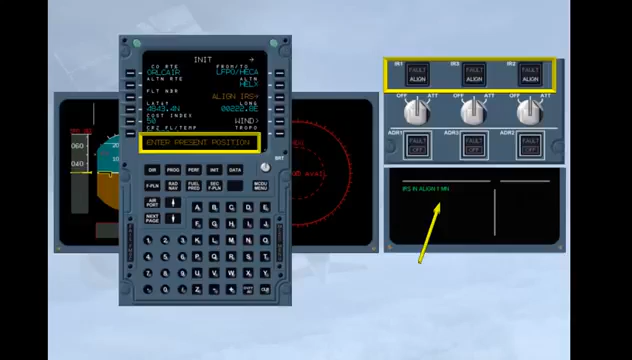 INIT
CO RTE FROM/TO
ORLCAIR LFPO/HECA
ALTN RTE ALTN
HELX
FLT NBR
ALIGN IRS→
LAT LONG
4843.4N 00222.8E
COST INDEX
50 WIND>
CRZ FL/TEMP TROPO
ENTER PRESENT POSITION
BRT
DIR PROG PERF INIT DATA
F-PLN RAD NAV FUEL PRED SEC F-PLN MCDU MENU
AIR PORT
NEXT PAGE
A B C D E
F G H I J
1 2 3 K L M N O
4 5 6 P Q R S T
7 8 9 U V W X Y
. 0 Z CLR
060
040
20
IR1 IR3 IR2
FAULT FAULT FAULT
ALIGN ALIGN ALIGN
OFF ATT OFF ATT OFF ATT
ADR1 ADR3 ADR2
FAULT FAULT FAULT
OFF OFF OFF
IRS IN ALIGN 1 MN